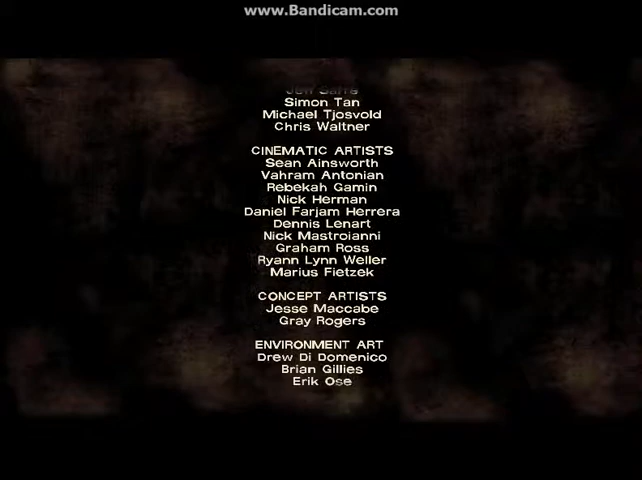 www.Bandicam.com
Simon Tan
Michael Tjosvold
Chris Waltner
CINEMATIC ARTISTS
Sean Ainsworth
Vahram Antonian
Rebekah Gamin
Nick Herman
Daniel Farjam Herrera
Dennis Lenart
Nick Mastroianni
Graham Ross
Ryann Lynn Weller
Marius Fietzek
CONCEPT ARTISTS
Jesse Maccabe
Gray Rogers
ENVIRONMENT ART
Drew Di Domenico
Brian Gillies
Erik Ose